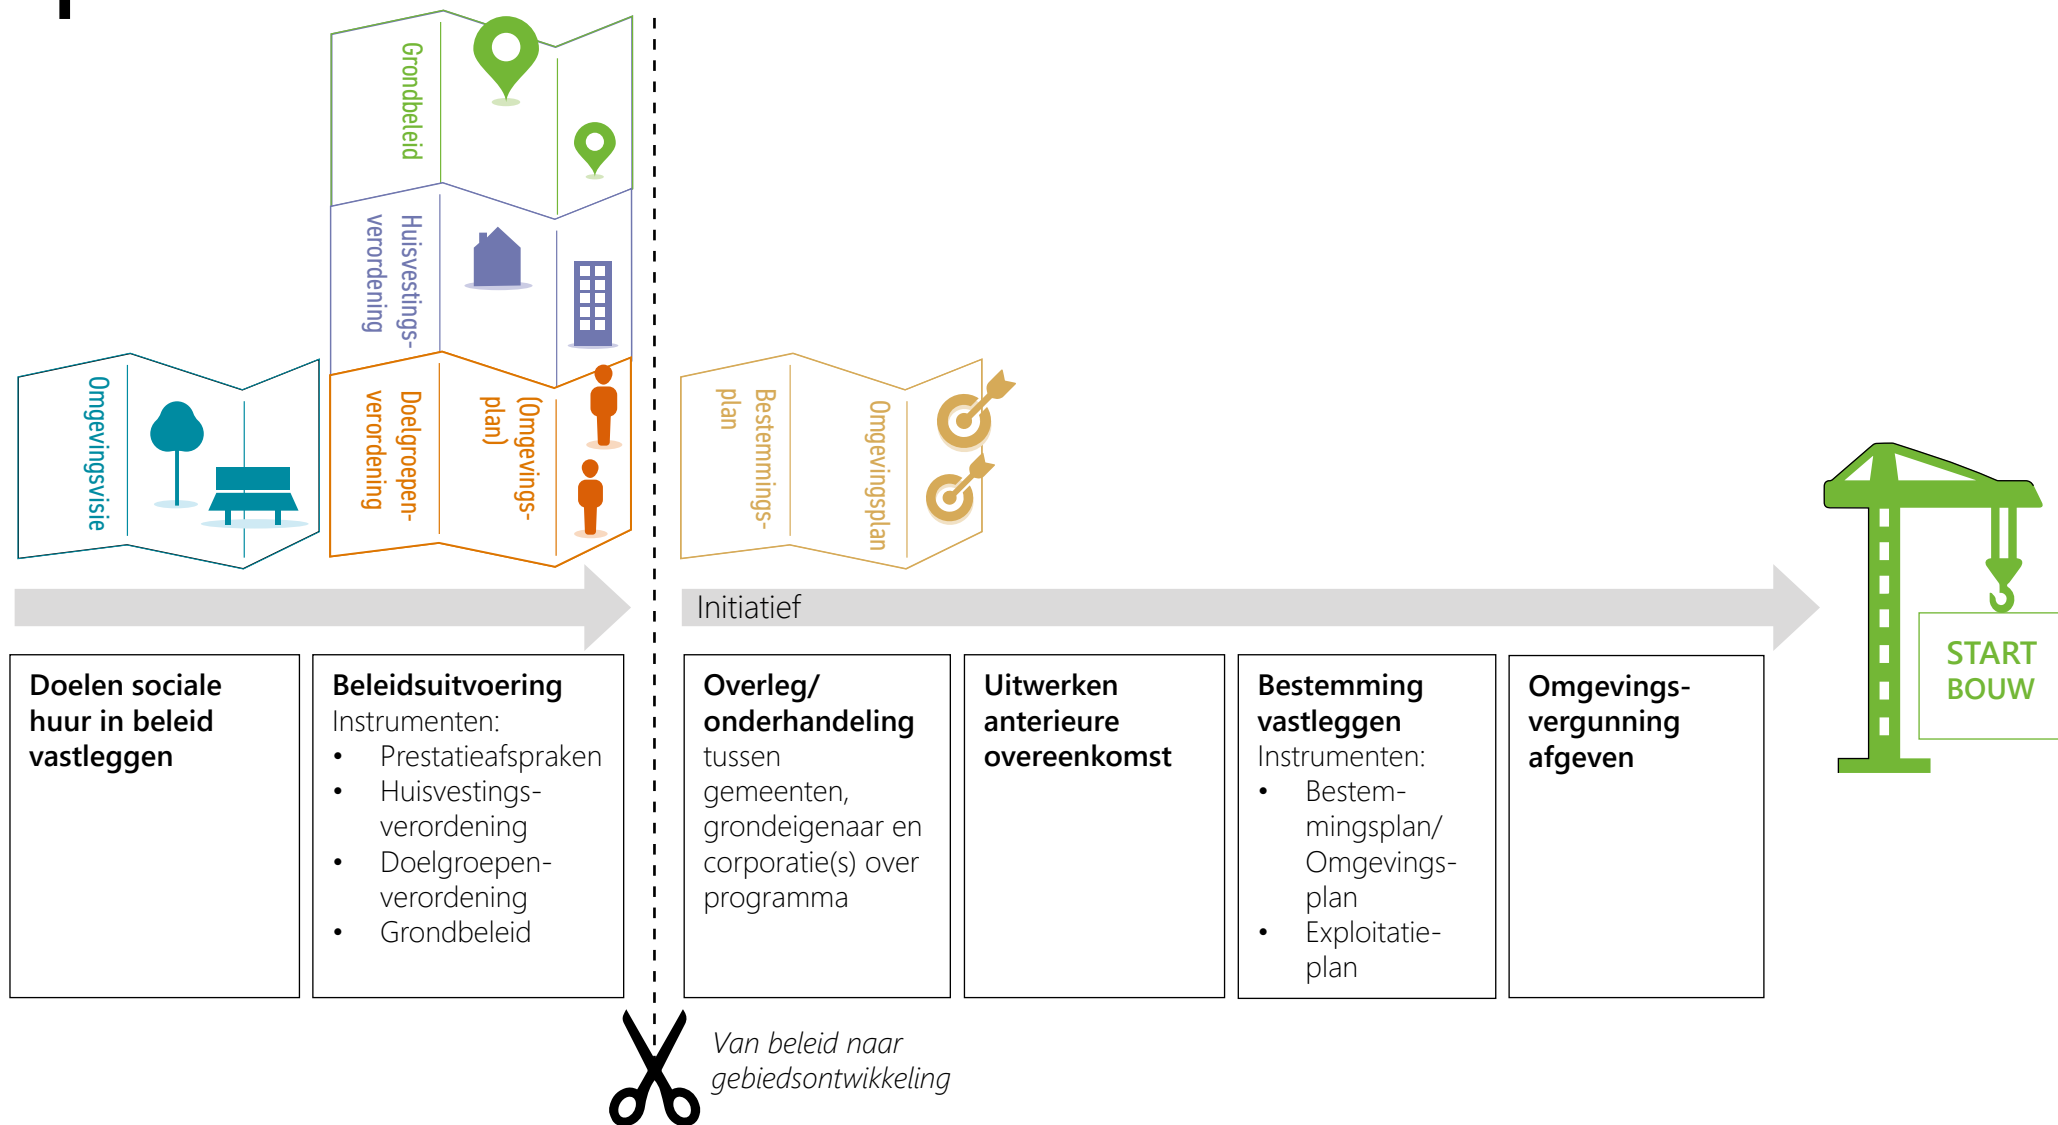 Grondbeleid
Huisvestings-
verordening
Omgevingsvisie
Doelgroepen-
verordening
(Omgevings-
plan)
Bestemmings-
plan
Omgevingsplan
Initiatief
START
BOUW
Doelen sociale
huur in beleid
vastleggen
Beleidsuitvoering
Instrumenten:
• Prestatieafspraken
• Huisvestings-
verordening
• Doelgroepen-
verordening
• Grondbeleid
Overleg/
onderhandeling
tussen
gemeenten,
grondeigenaar en
corporatie(s) over
programma
Uitwerken
anterieure
overeenkomst
Bestemming
vastleggen
Instrumenten:
• Bestem-
mingsplan/
Omgevings-
plan
• Exploitatie-
plan
Omgevings-
vergunning
afgeven
Van beleid naar
gebiedsontwikkeling